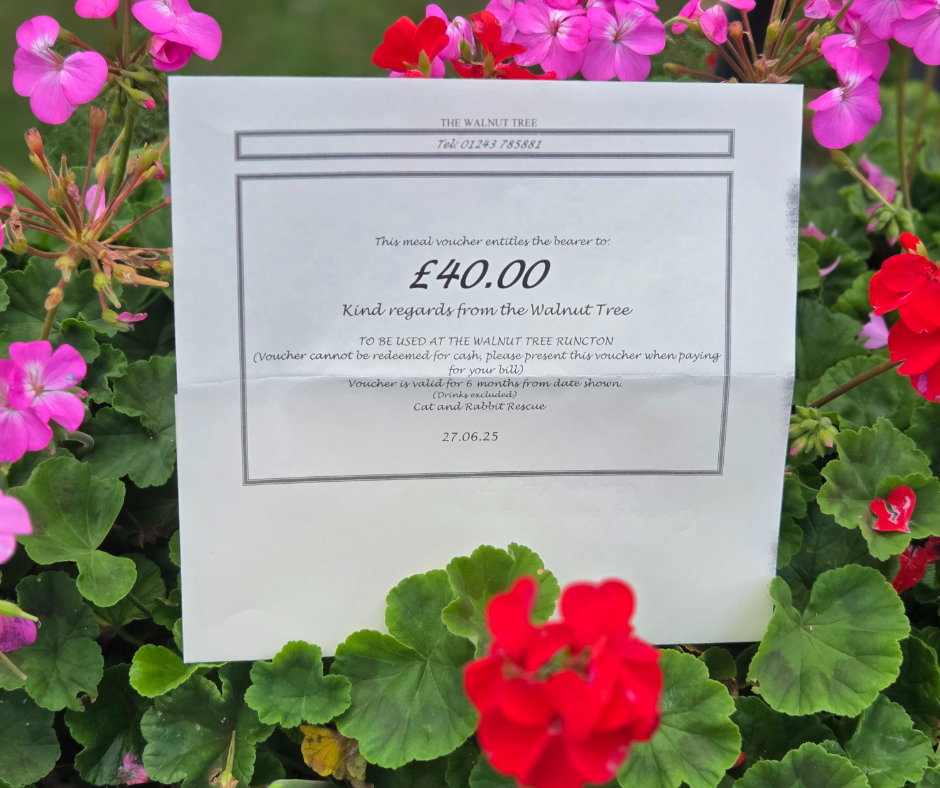 THE WALNUT TREE
Tel: 01243 785881
This meal voucher entitles the bearer to:
£40.00
Kind regards from the Walnut Tree
TO BE USED AT THE WALNUT TREE RUNCTON
(Voucher cannot be redeemed for cash, please present this voucher when paying
for your bill)
Voucher is valid for 6 months from date shown.
(Drinks excluded)
Cat and Rabbit Rescue
27.06.25